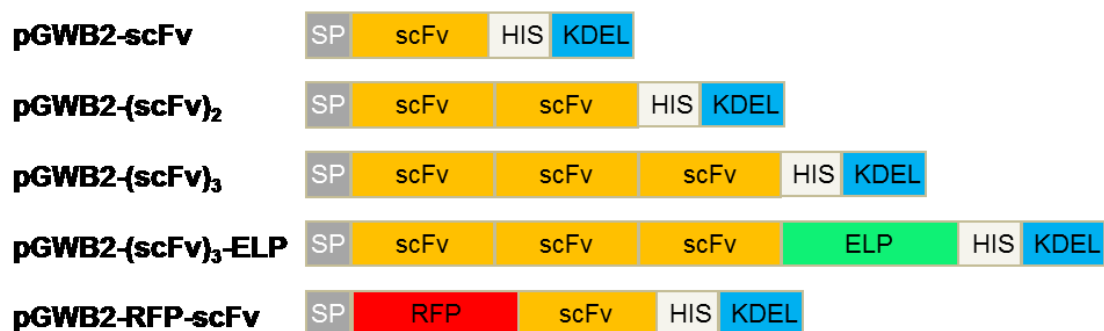 pGWB2-scFv SP scFv HIS KDEL
pGWB2-(scFv)₂ SP scFv scFv HIS KDEL
pGWB2-(scFv)₃ SP scFv scFv scFv HIS KDEL
pGWB2-(scFv)₃-ELP SP scFv scFv scFv ELP HIS KDEL
pGWB2-RFP-scFv SP RFP scFv HIS KDEL